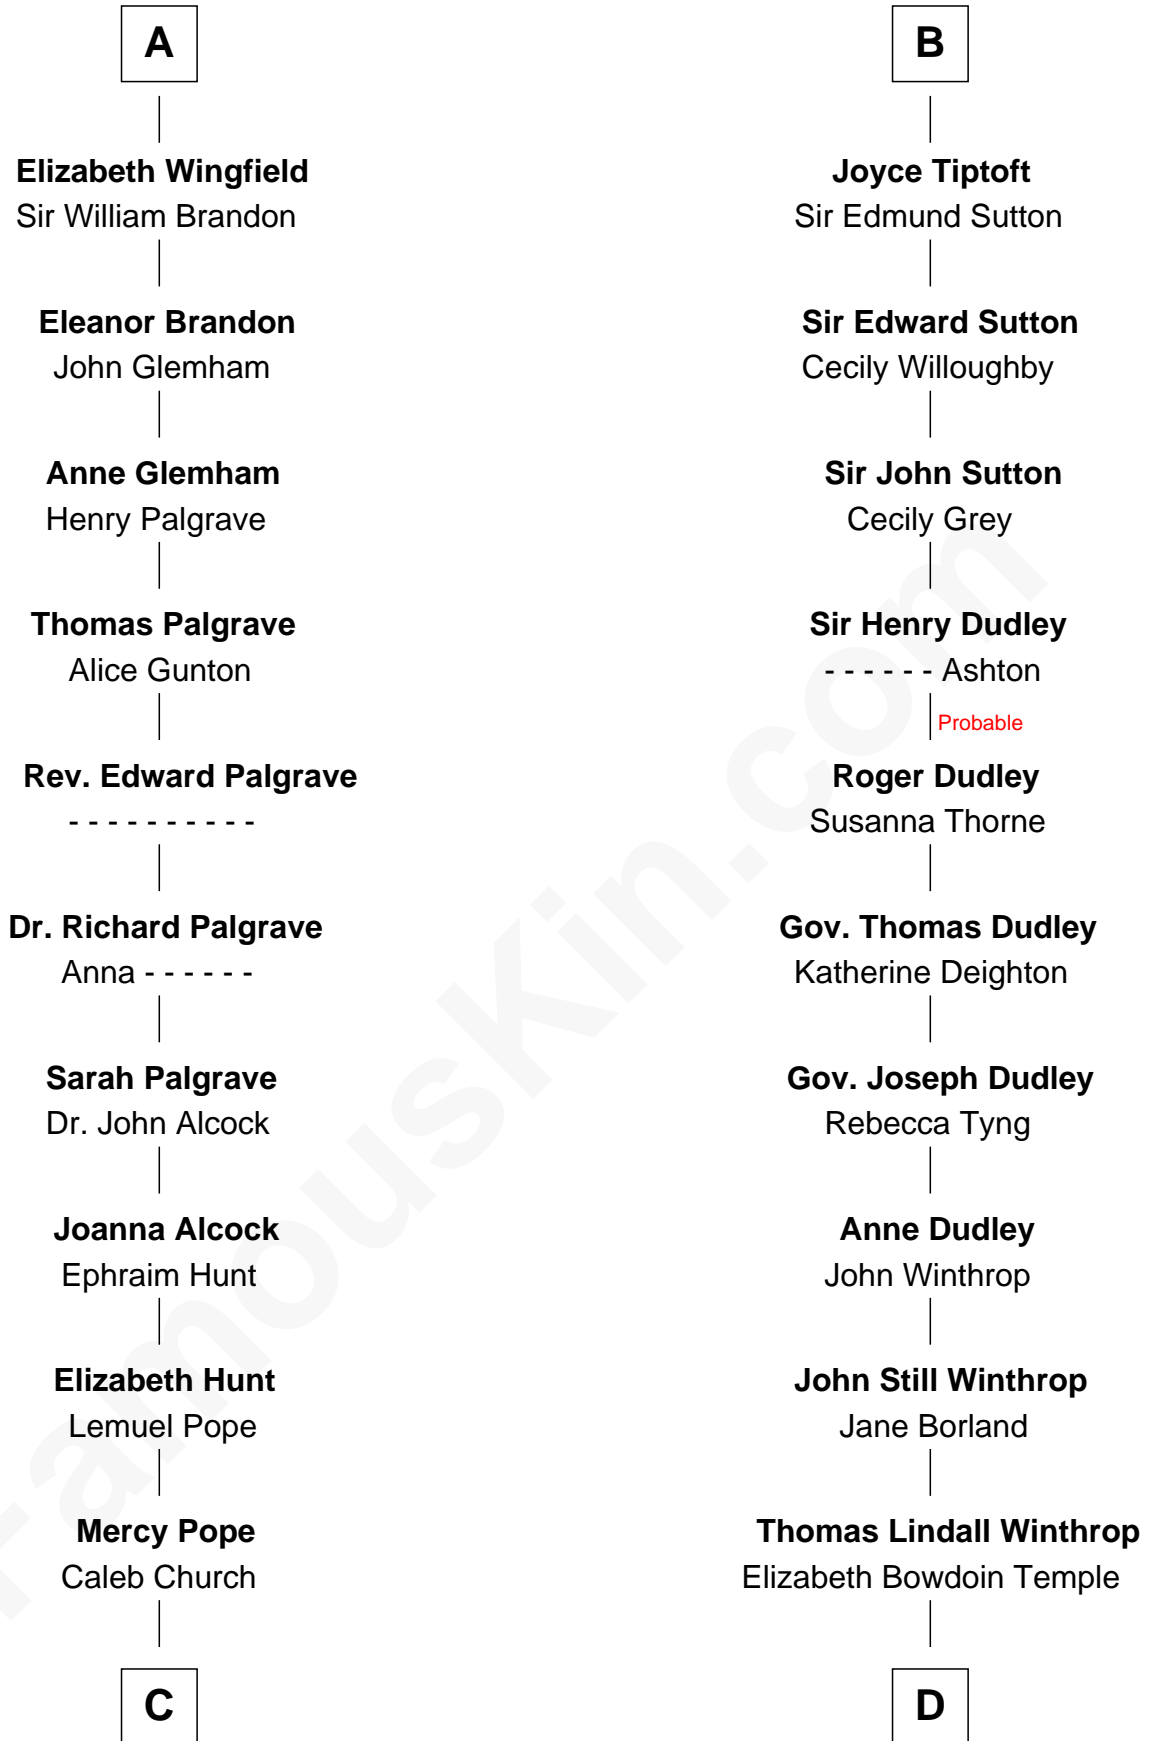 A
Elizabeth Wingfield
Sir William Brandon
Eleanor Brandon
John Glemham
Anne Glemham
Henry Palgrave
Thomas Palgrave
Alice Gunton
Rev. Edward Palgrave
- - - - - - - - - -
Dr. Richard Palgrave
Anna - - - - - -
Sarah Palgrave
Dr. John Alcock
Joanna Alcock
Ephraim Hunt
Elizabeth Hunt
Lemuel Pope
Mercy Pope
Caleb Church
C
B
Joyce Tiptoft
Sir Edmund Sutton
Sir Edward Sutton
Cecily Willoughby
Sir John Sutton
Cecily Grey
Sir Henry Dudley
- - - - - - Ashton
Probable
Roger Dudley
Susanna Thorne
Gov. Thomas Dudley
Katherine Deighton
Gov. Joseph Dudley
Rebecca Tyng
Anne Dudley
John Winthrop
John Still Winthrop
Jane Borland
Thomas Lindall Winthrop
Elizabeth Bowdoin Temple
D
FamousKin.com